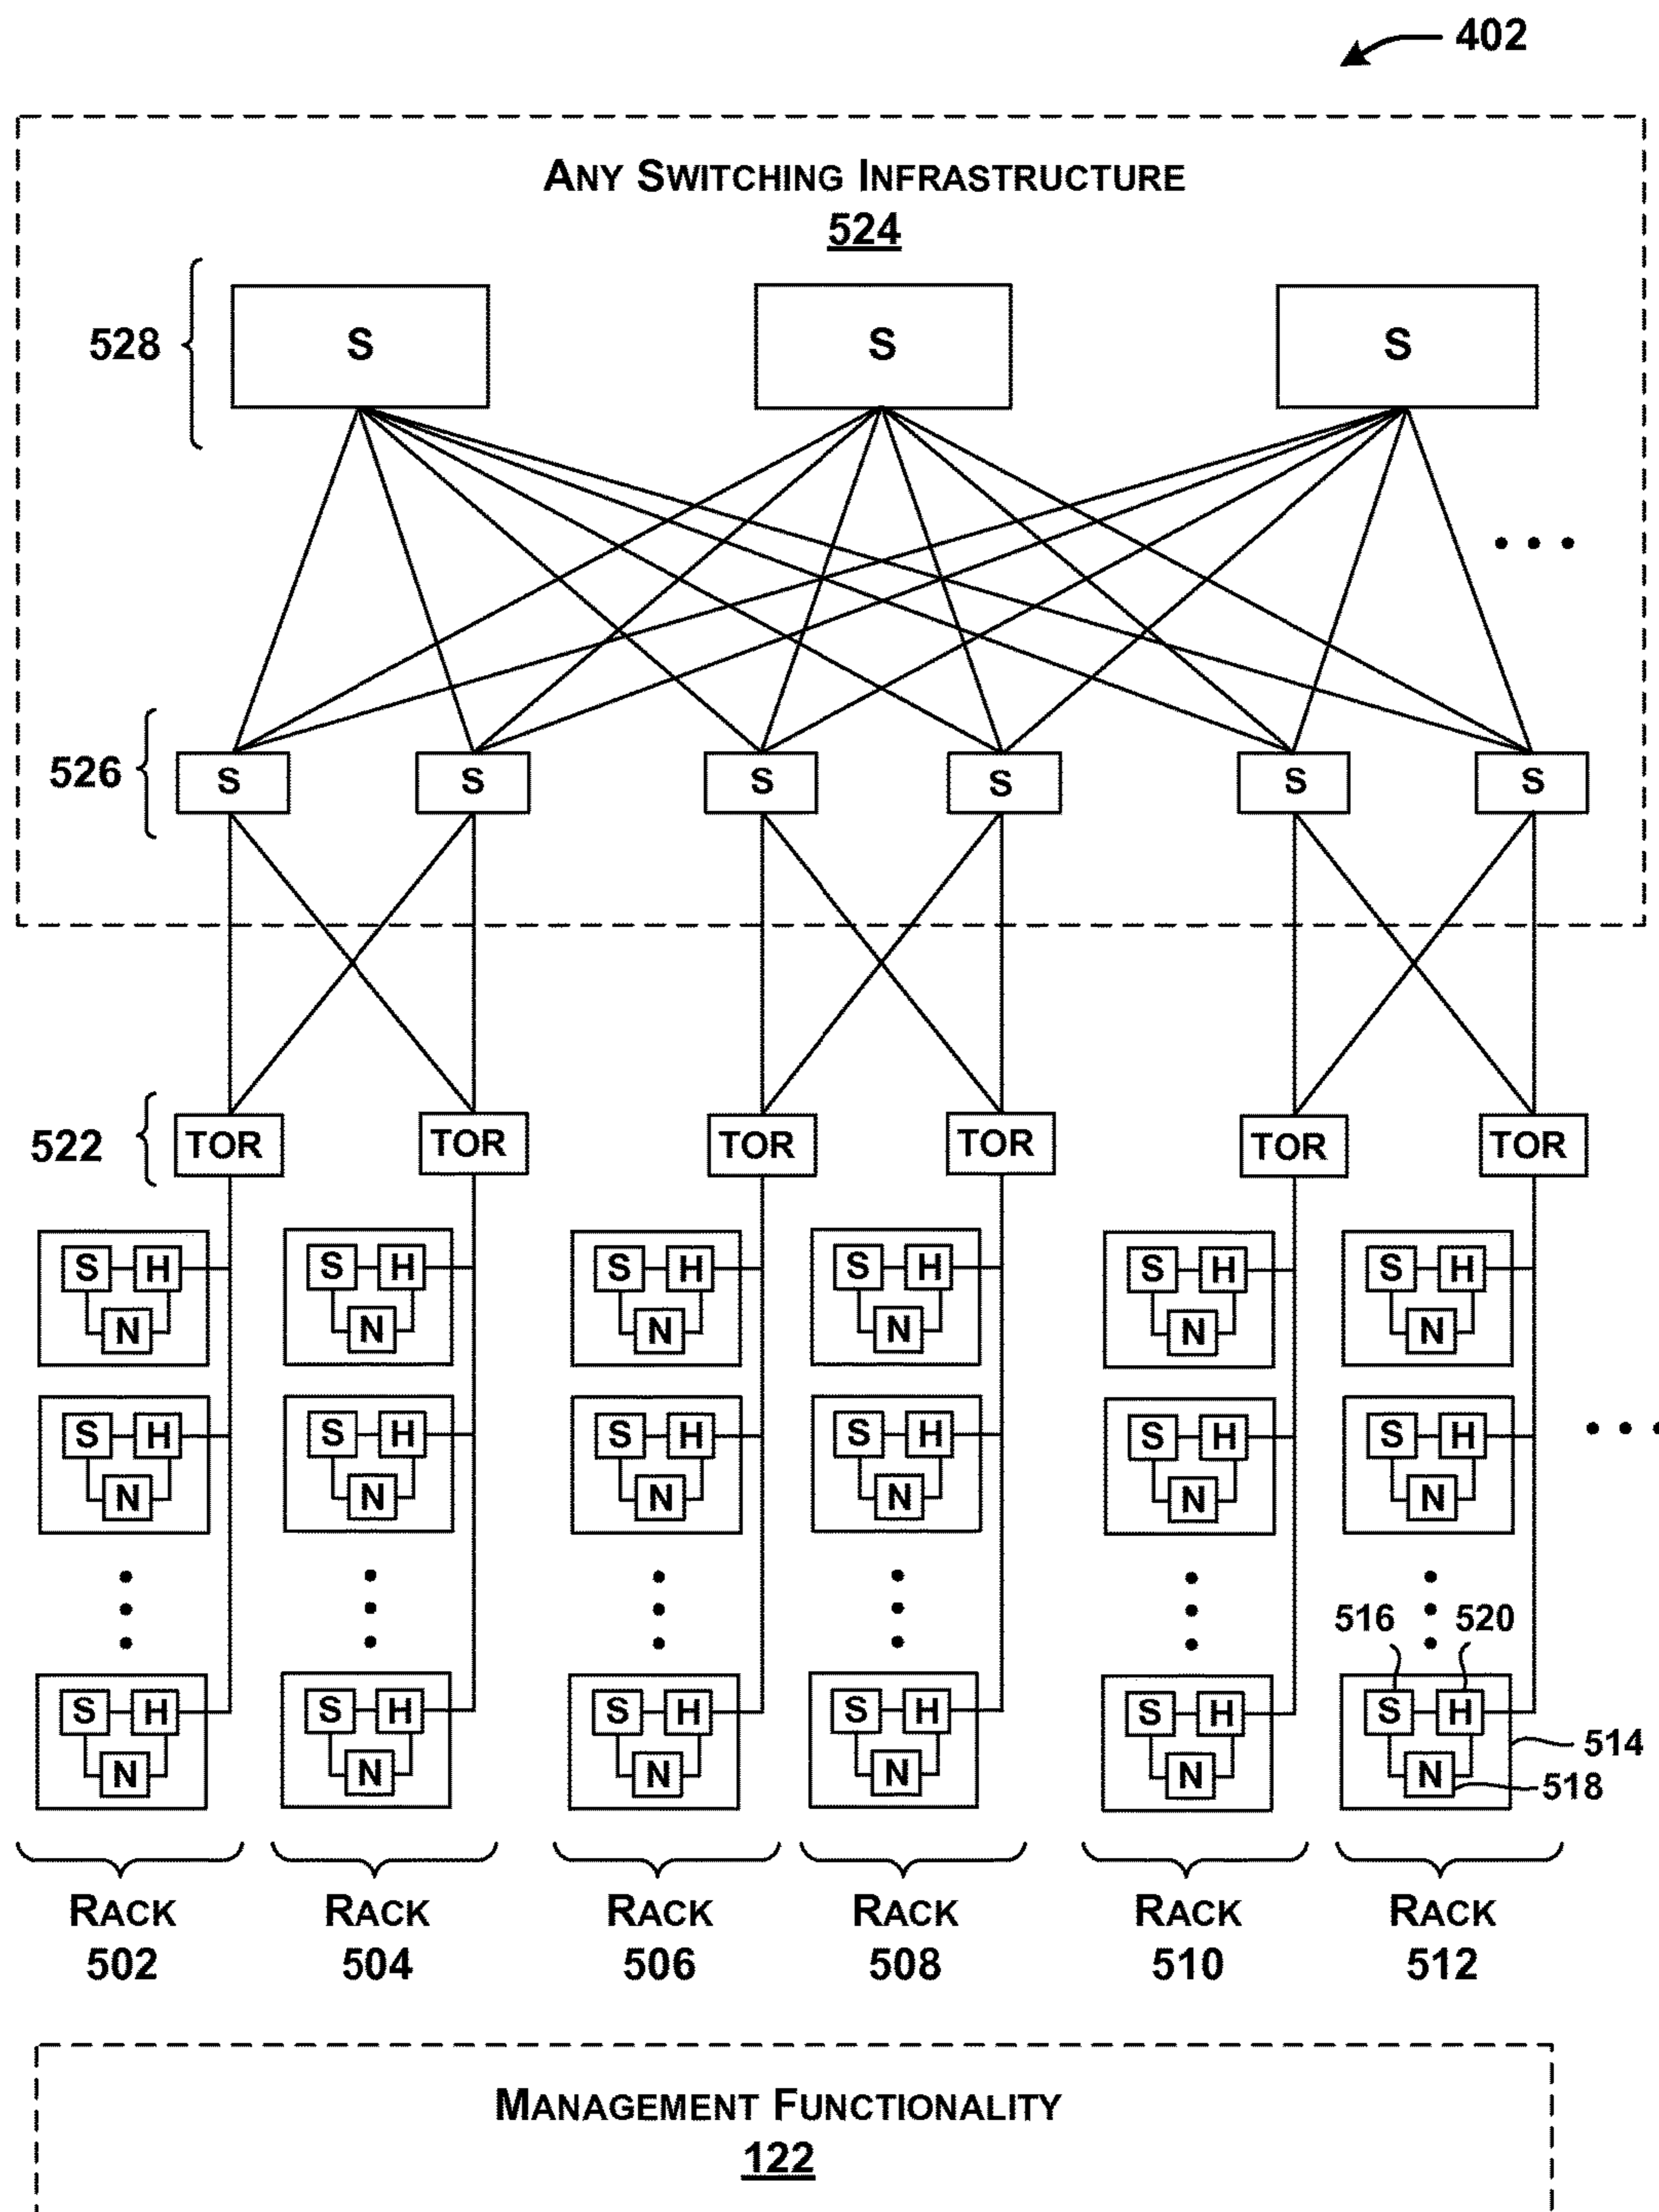 402
ANY SWITCHING INFRASTRUCTURE
524
528
S S S
526
S S S S S S
522
TOR TOR TOR TOR TOR TOR
S H S H S H S H S H S H
N N N N N N
S H S H S H S H S H S H
N N N N N N
516 520
S H S H S H S H S H S H
514
N N N N N N
518
RACK RACK RACK RACK RACK RACK
502 504 506 508 510 512
MANAGEMENT FUNCTIONALITY
122